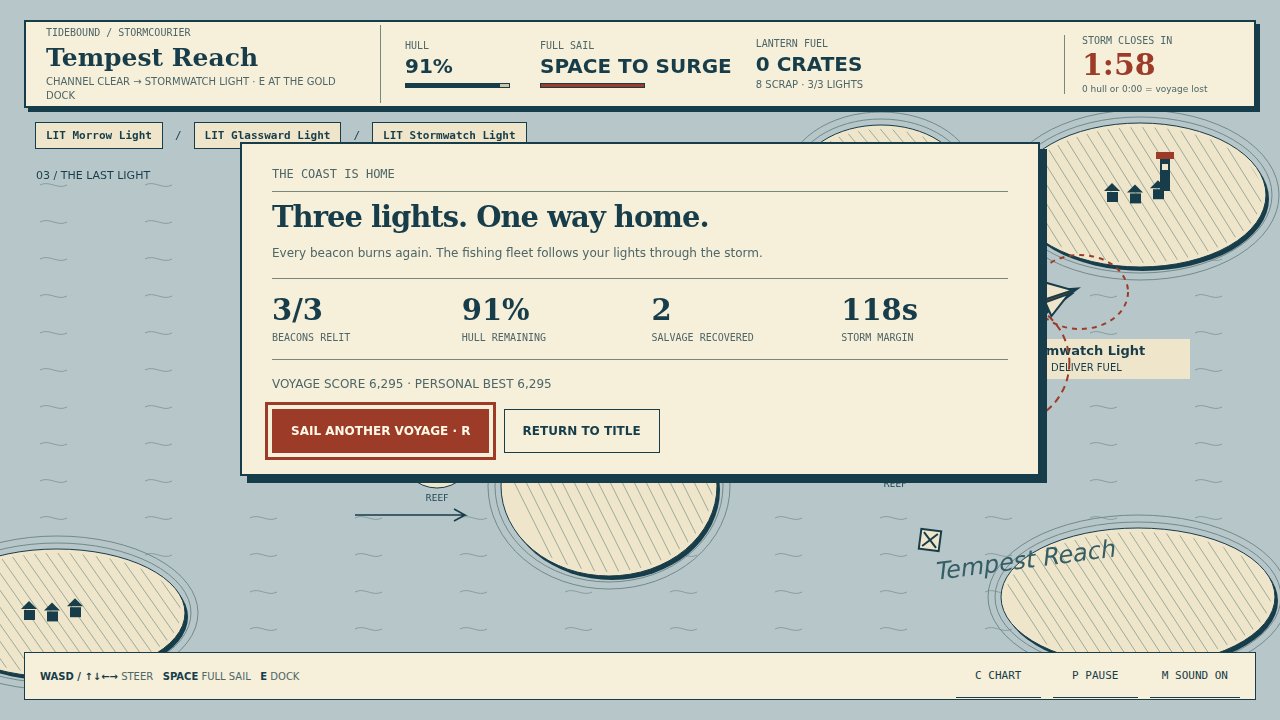 TIDEBOUND / STORMCOURIER
Tempest Reach
CHANNEL CLEAR → STORMWATCH LIGHT · E AT THE GOLD
DOCK
HULL
91%
FULL SAIL
SPACE TO SURGE
LANTERN FUEL
0 CRATES
8 SCRAP · 3/3 LIGHTS
STORM CLOSES IN
1:58
0 hull or 0:00 = voyage lost
LIT Morrow Light / LIT Glassward Light / LIT Stormwatch Light
03 / THE LAST LIGHT
THE COAST IS HOME
Three lights. One way home.
Every beacon burns again. The fishing fleet follows your lights through the storm.
3/3
BEACONS RELIT
91%
HULL REMAINING
2
SALVAGE RECOVERED
118s
STORM MARGIN
VOYAGE SCORE 6,295 · PERSONAL BEST 6,295
SAIL ANOTHER VOYAGE · R
RETURN TO TITLE
mwatch Light
DELIVER FUEL
REEF
REEF
Tempest Reach
WASD / ↑↓←→ STEER SPACE FULL SAIL E DOCK
C CHART
P PAUSE
M SOUND ON